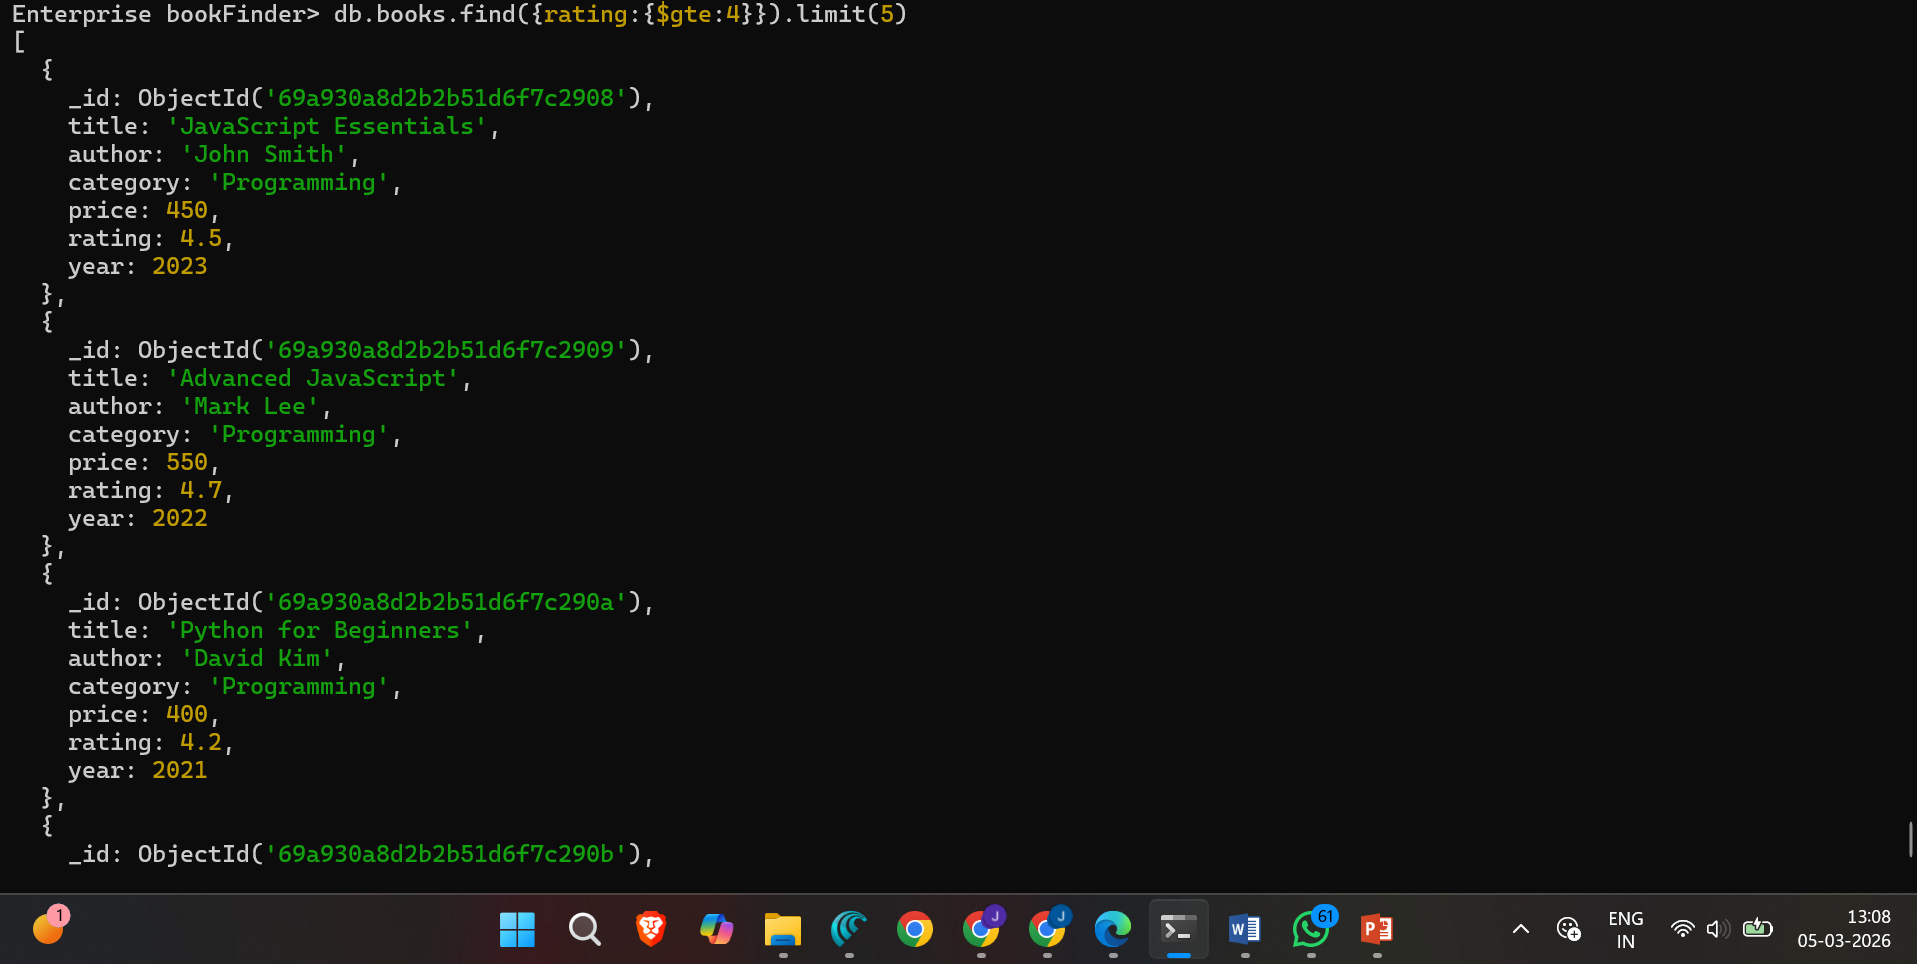 Enterprise bookFinder> db.books.find({rating:{$gte:4}}).limit(5)
[
  {
    _id: ObjectId('69a930a8d2b2b51d6f7c2908'),
    title: 'JavaScript Essentials',
    author: 'John Smith',
    category: 'Programming',
    price: 450,
    rating: 4.5,
    year: 2023
  },
  {
    _id: ObjectId('69a930a8d2b2b51d6f7c2909'),
    title: 'Advanced JavaScript',
    author: 'Mark Lee',
    category: 'Programming',
    price: 550,
    rating: 4.7,
    year: 2022
  },
  {
    _id: ObjectId('69a930a8d2b2b51d6f7c290a'),
    title: 'Python for Beginners',
    author: 'David Kim',
    category: 'Programming',
    price: 400,
    rating: 4.2,
    year: 2021
  },
  {
    _id: ObjectId('69a930a8d2b2b51d6f7c290b'),
1
J
J
W
61
P
ENG
IN
13:08
05-03-2026